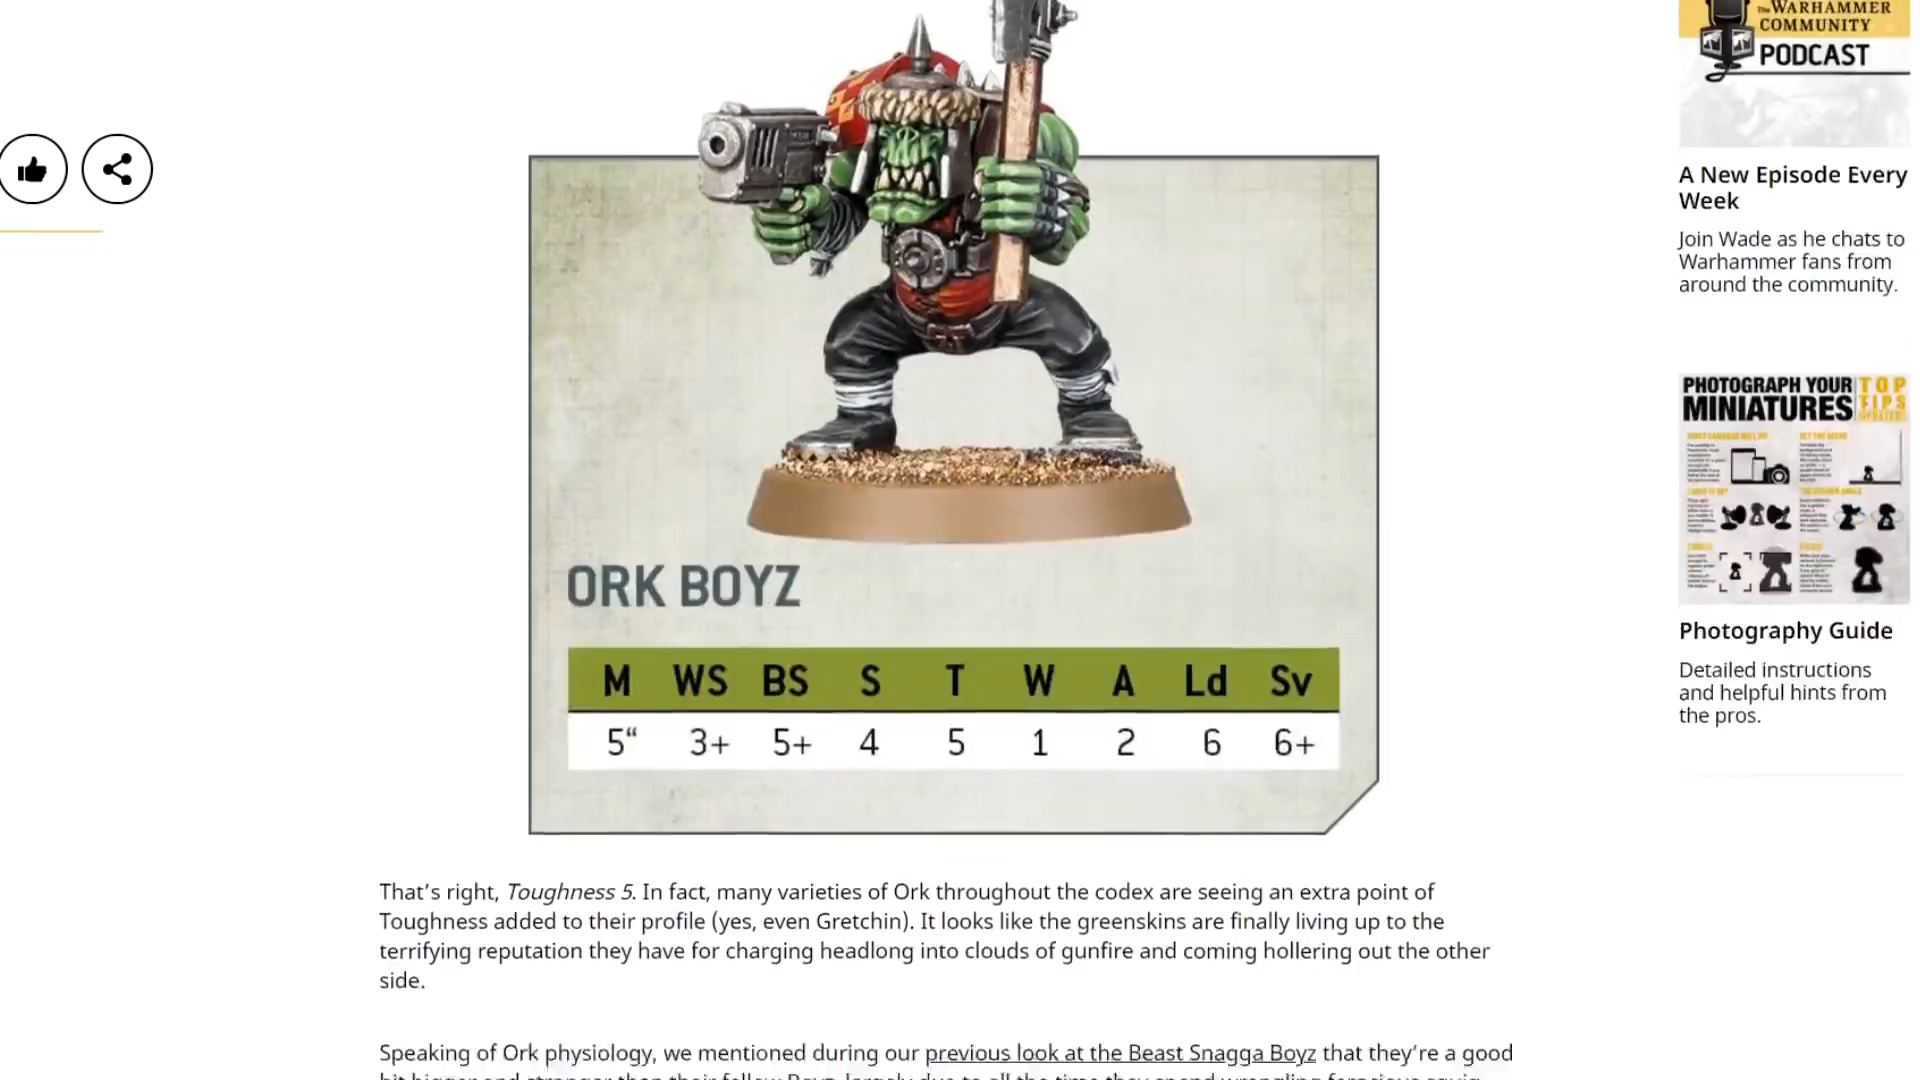 The WARHAMMER
COMMUNITY
PODCAST
A New Episode Every
Week
Join Wade as he chats to
Warhammer fans from
around the community.
PHOTOGRAPH YOUR
MINIATURES
TOP
TIPS
Photography Guide
Detailed instructions
and helpful hints from
the pros.
ORK BOYZ
M WS BS S T W A Ld Sv
5“ 3+ 5+ 4 5 1 2 6 6+
That’s right, Toughness 5. In fact, many varieties of Ork throughout the codex are seeing an extra point of
Toughness added to their profile (yes, even Gretchin). It looks like the greenskins are finally living up to the
terrifying reputation they have for charging headlong into clouds of gunfire and coming hollering out the other
side.
Speaking of Ork physiology, we mentioned during our previous look at the Beast Snagga Boyz that they’re a good